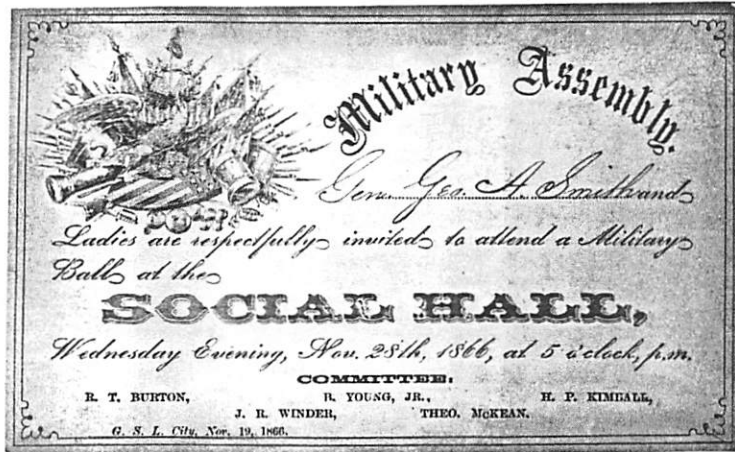 Military Assembly.
Gen. Geo. A. Smith and
Ladies are respectfully invited to attend a Military
Ball at the
SOCIAL HALL,
Wednesday Evening, Nov. 28th, 1866, at 5 o'clock, p.m.
COMMITTEE:
R. T. BURTON, B. YOUNG, JR., H. P. KIMBALL,
J. R. WINDER, THEO. McKEAN.
G. S. L. City, Nov. 19, 1866.